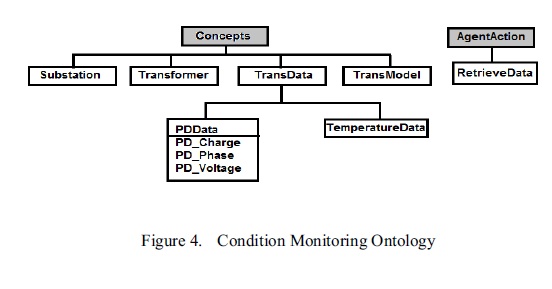 Concepts
AgentAction
Substation
Transformer
TransData
TransModel
RetrieveData
PDData
PD_Charge
PD_Phase
PD_Voltage
TemperatureData
Figure 4. Condition Monitoring Ontology